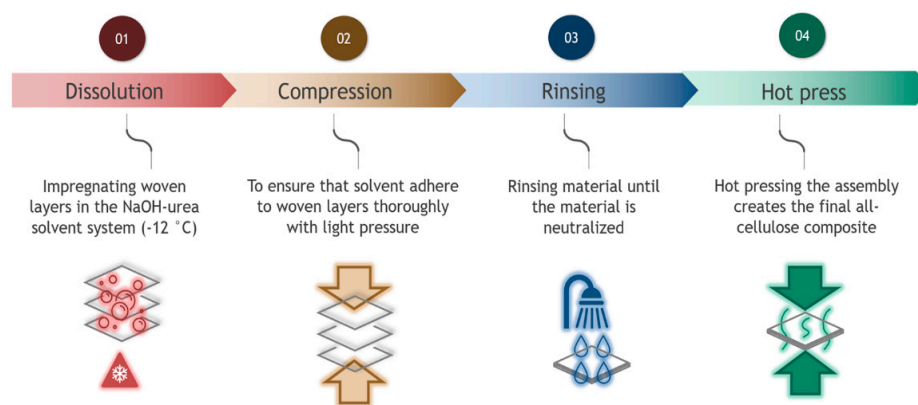 01
02
03
04
Dissolution
Compression
Rinsing
Hot press
Impregnating woven
layers in the NaOH-urea
solvent system (-12 °C)
To ensure that solvent adhere
to woven layers thoroughly
with light pressure
Rinsing material until
the material is
neutralized
Hot pressing the assembly
creates the final all-
cellulose composite